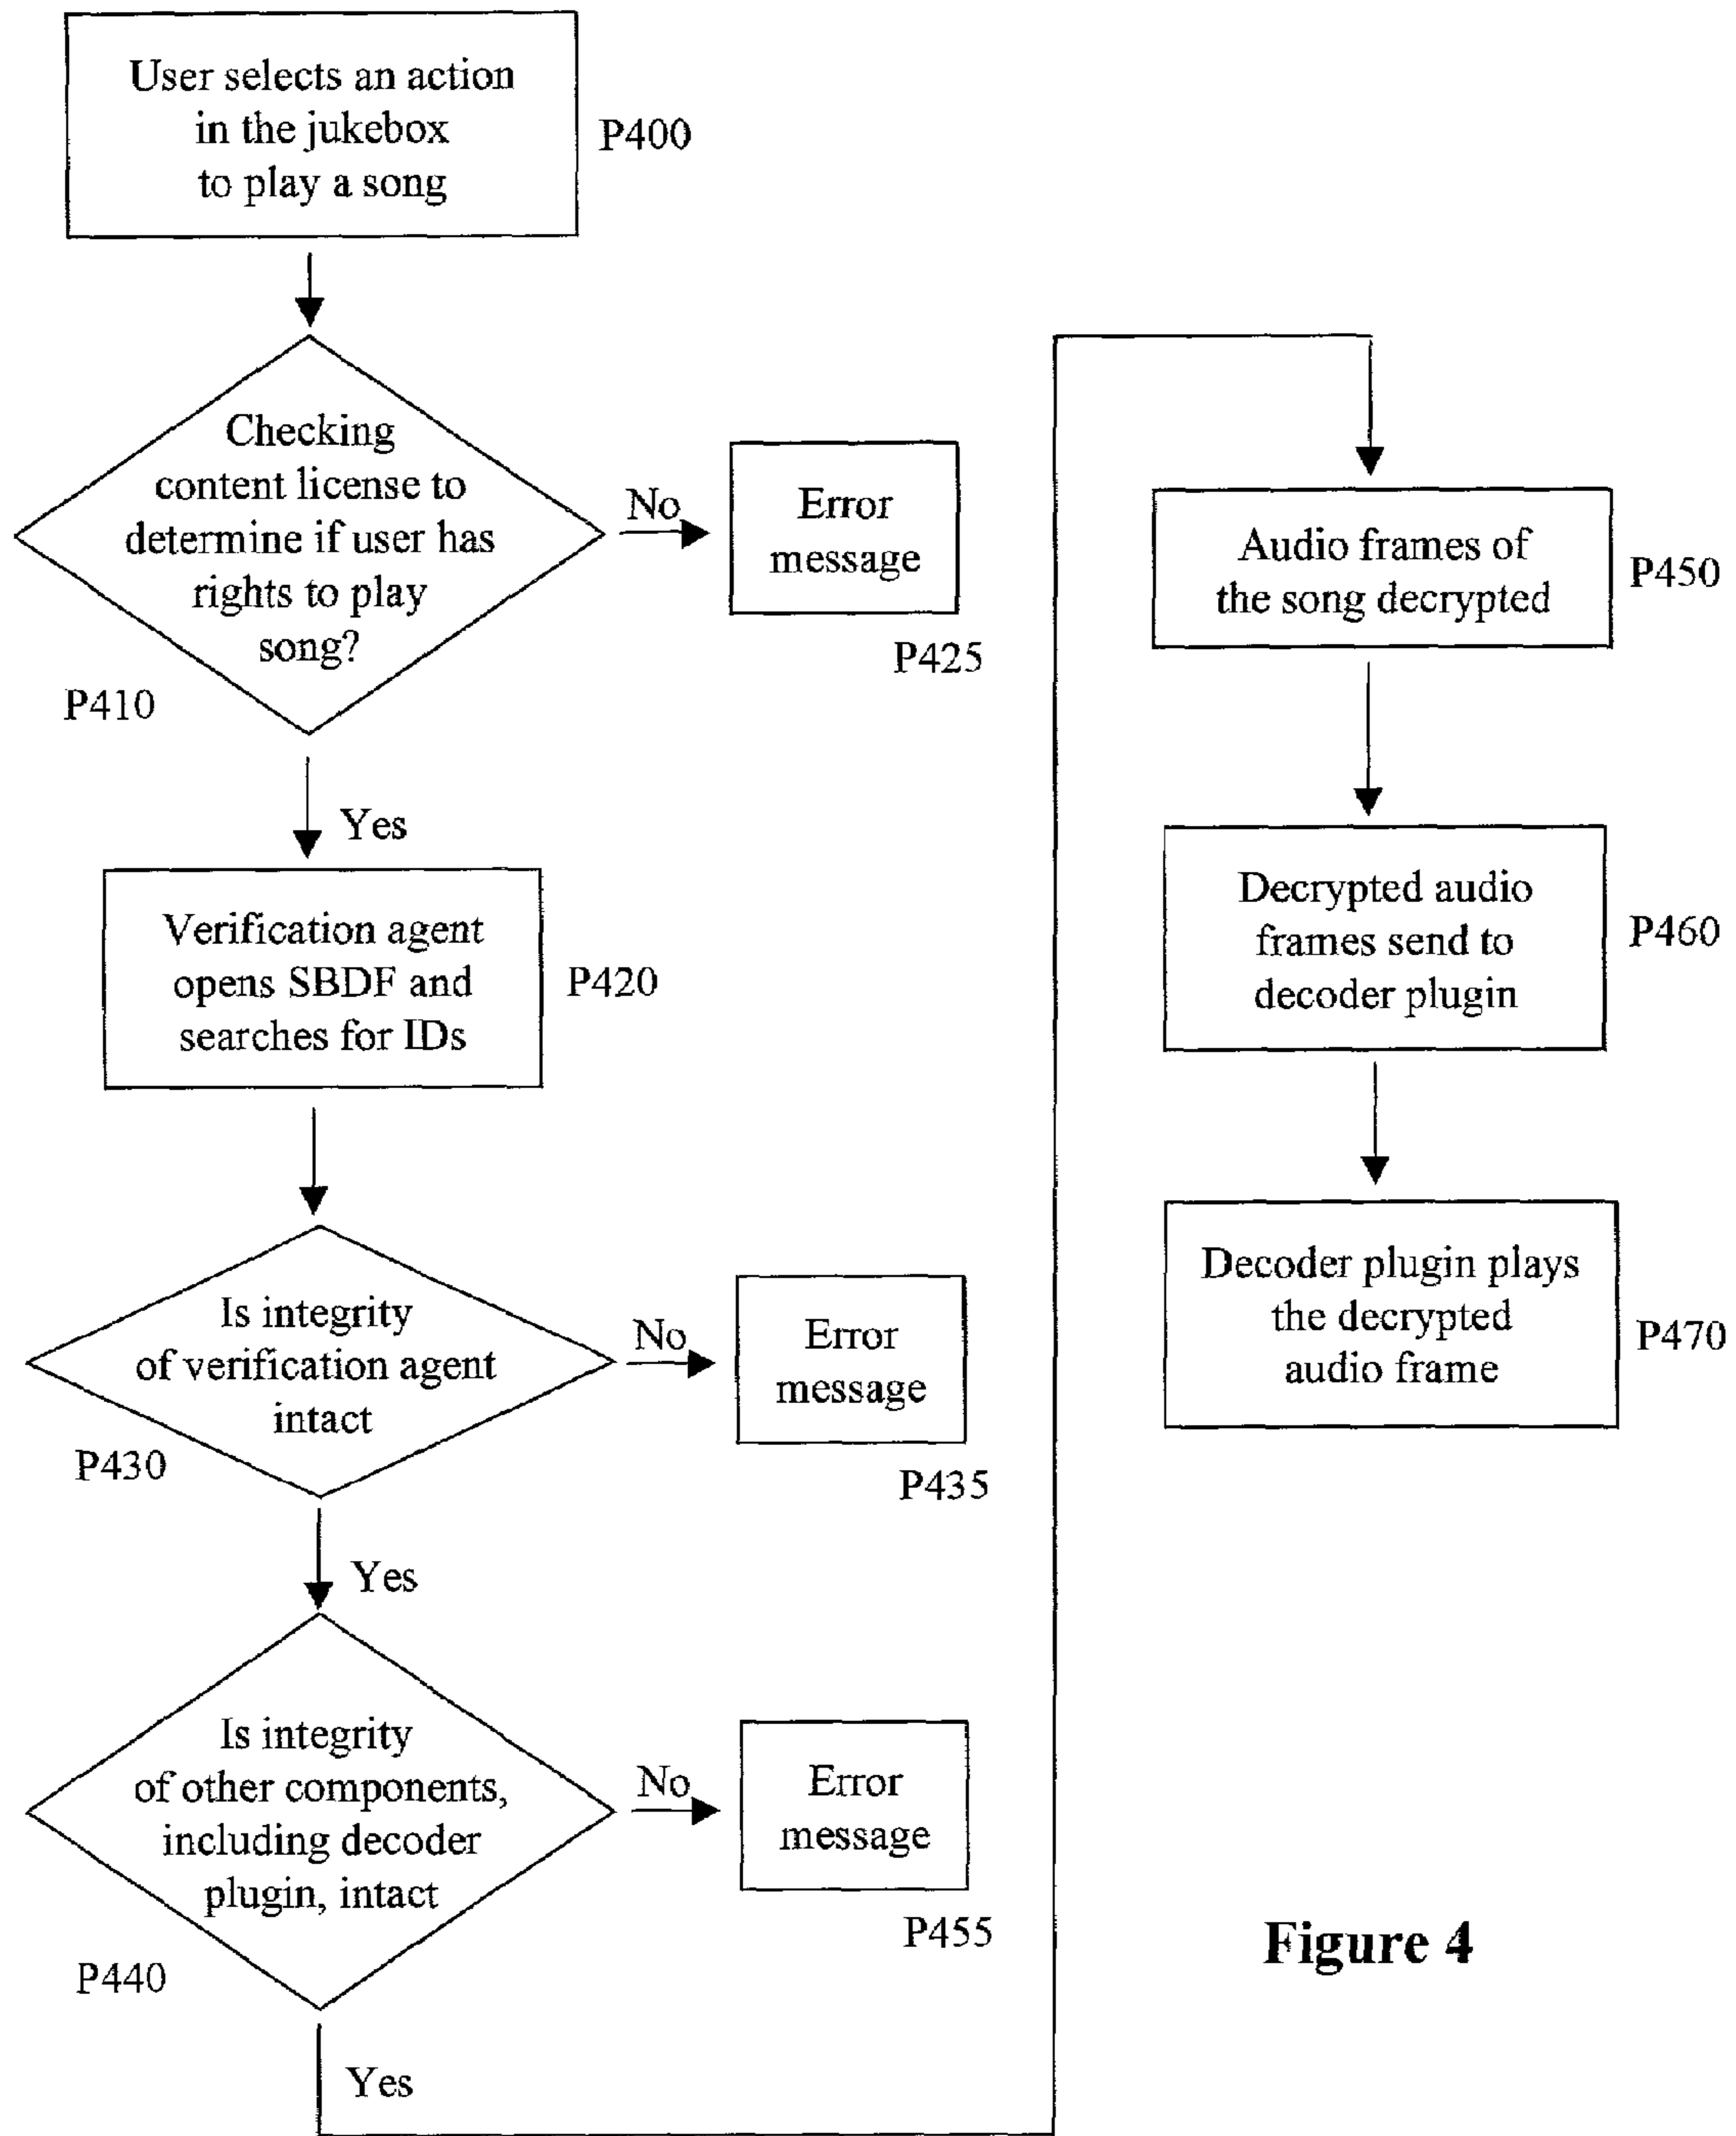 User selects an action
in the jukebox
to play a song
P400
Checking
content license to
determine if user has
rights to play
song?
P410
No
Error
message
P425
Yes
Verification agent
opens SBDF and
searches for IDs
P420
Is integrity
of verification agent
intact
P430
No
Error
message
P435
Yes
Is integrity
of other components,
including decoder
plugin, intact
P440
No
Error
message
P455
Yes
Audio frames of
the song decrypted
P450
Decrypted audio
frames send to
decoder plugin
P460
Decoder plugin plays
the decrypted
audio frame
P470
Figure 4